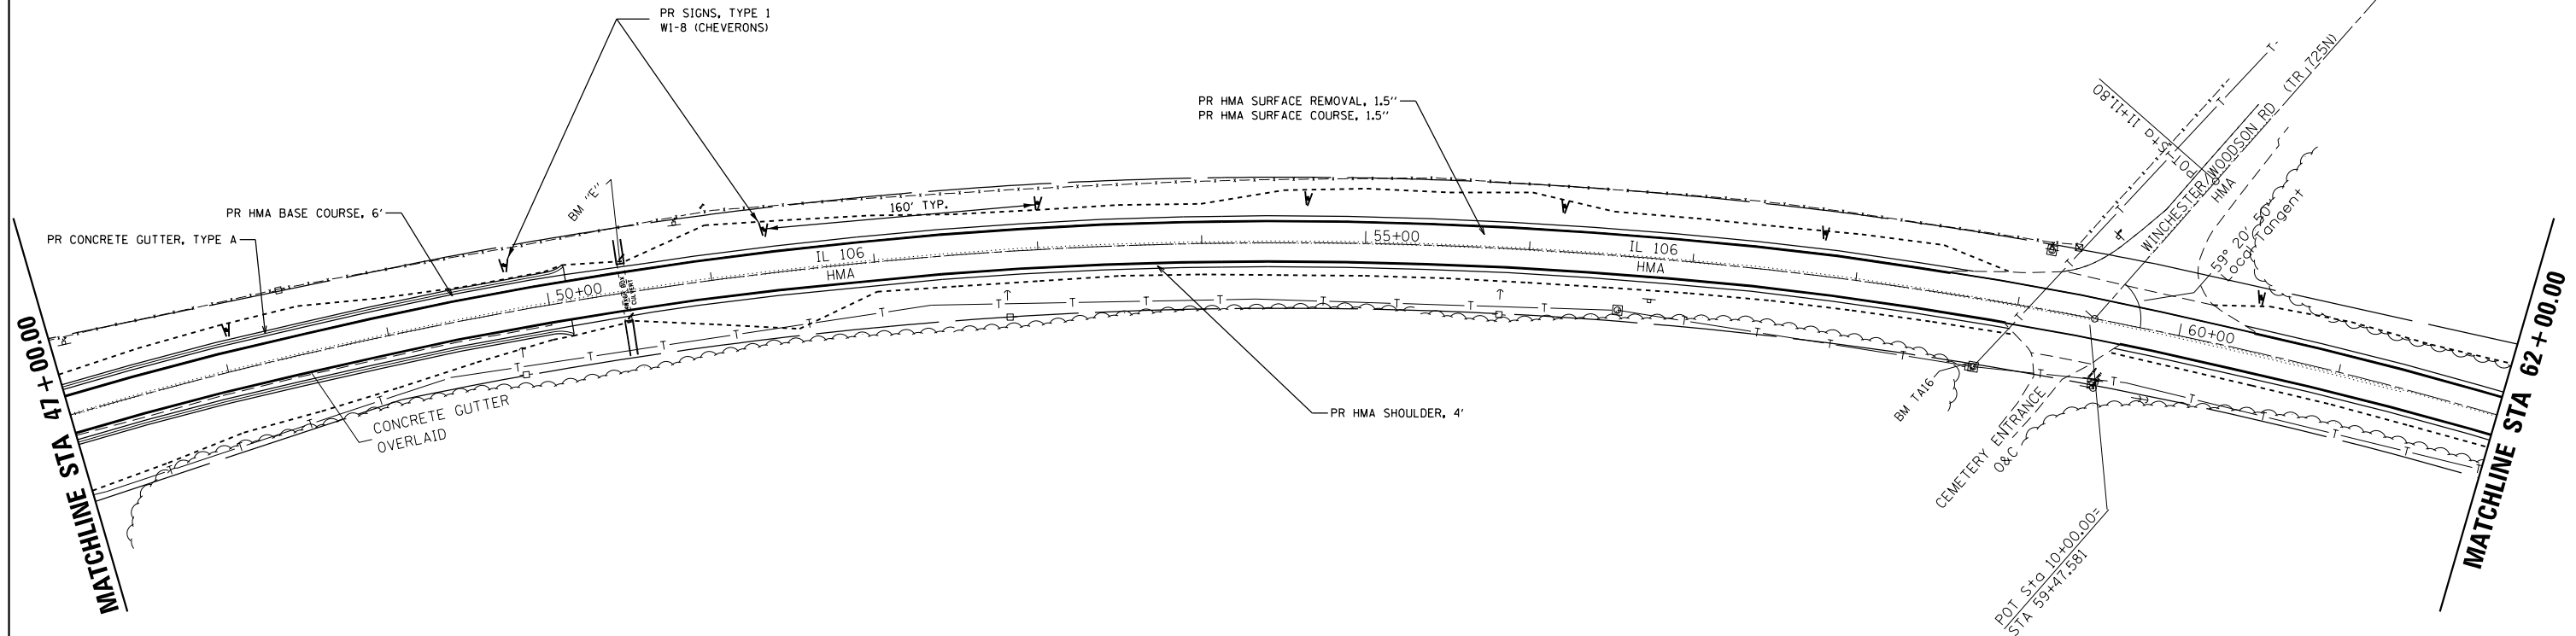 PR SIGNS, TYPE 1
W1-8 (CHEVERONS)
PR HMA SURFACE REMOVAL, 1.5''
PR HMA SURFACE COURSE, 1.5''
PR HMA BASE COURSE, 6'
PR CONCRETE GUTTER, TYPE A
BM "E"
160' TYP.
IL 106
HMA
50+00
CULVERT
55+00
IL 106
HMA
60+00
CONCRETE GUTTER
OVERLAID
PR HMA SHOULDER, 4'
POT Sta 11+11.80
WINCHESTER/WOODSON RD (TR 725N)
HMA
59° 20' 50"
Local Tangent
BM TA16
CEMETERY ENTRANCE
O&C
POT Sta 10+00.00=
STA 59+47.581
MATCHLINE STA 47+00.00
MATCHLINE STA 62+00.00